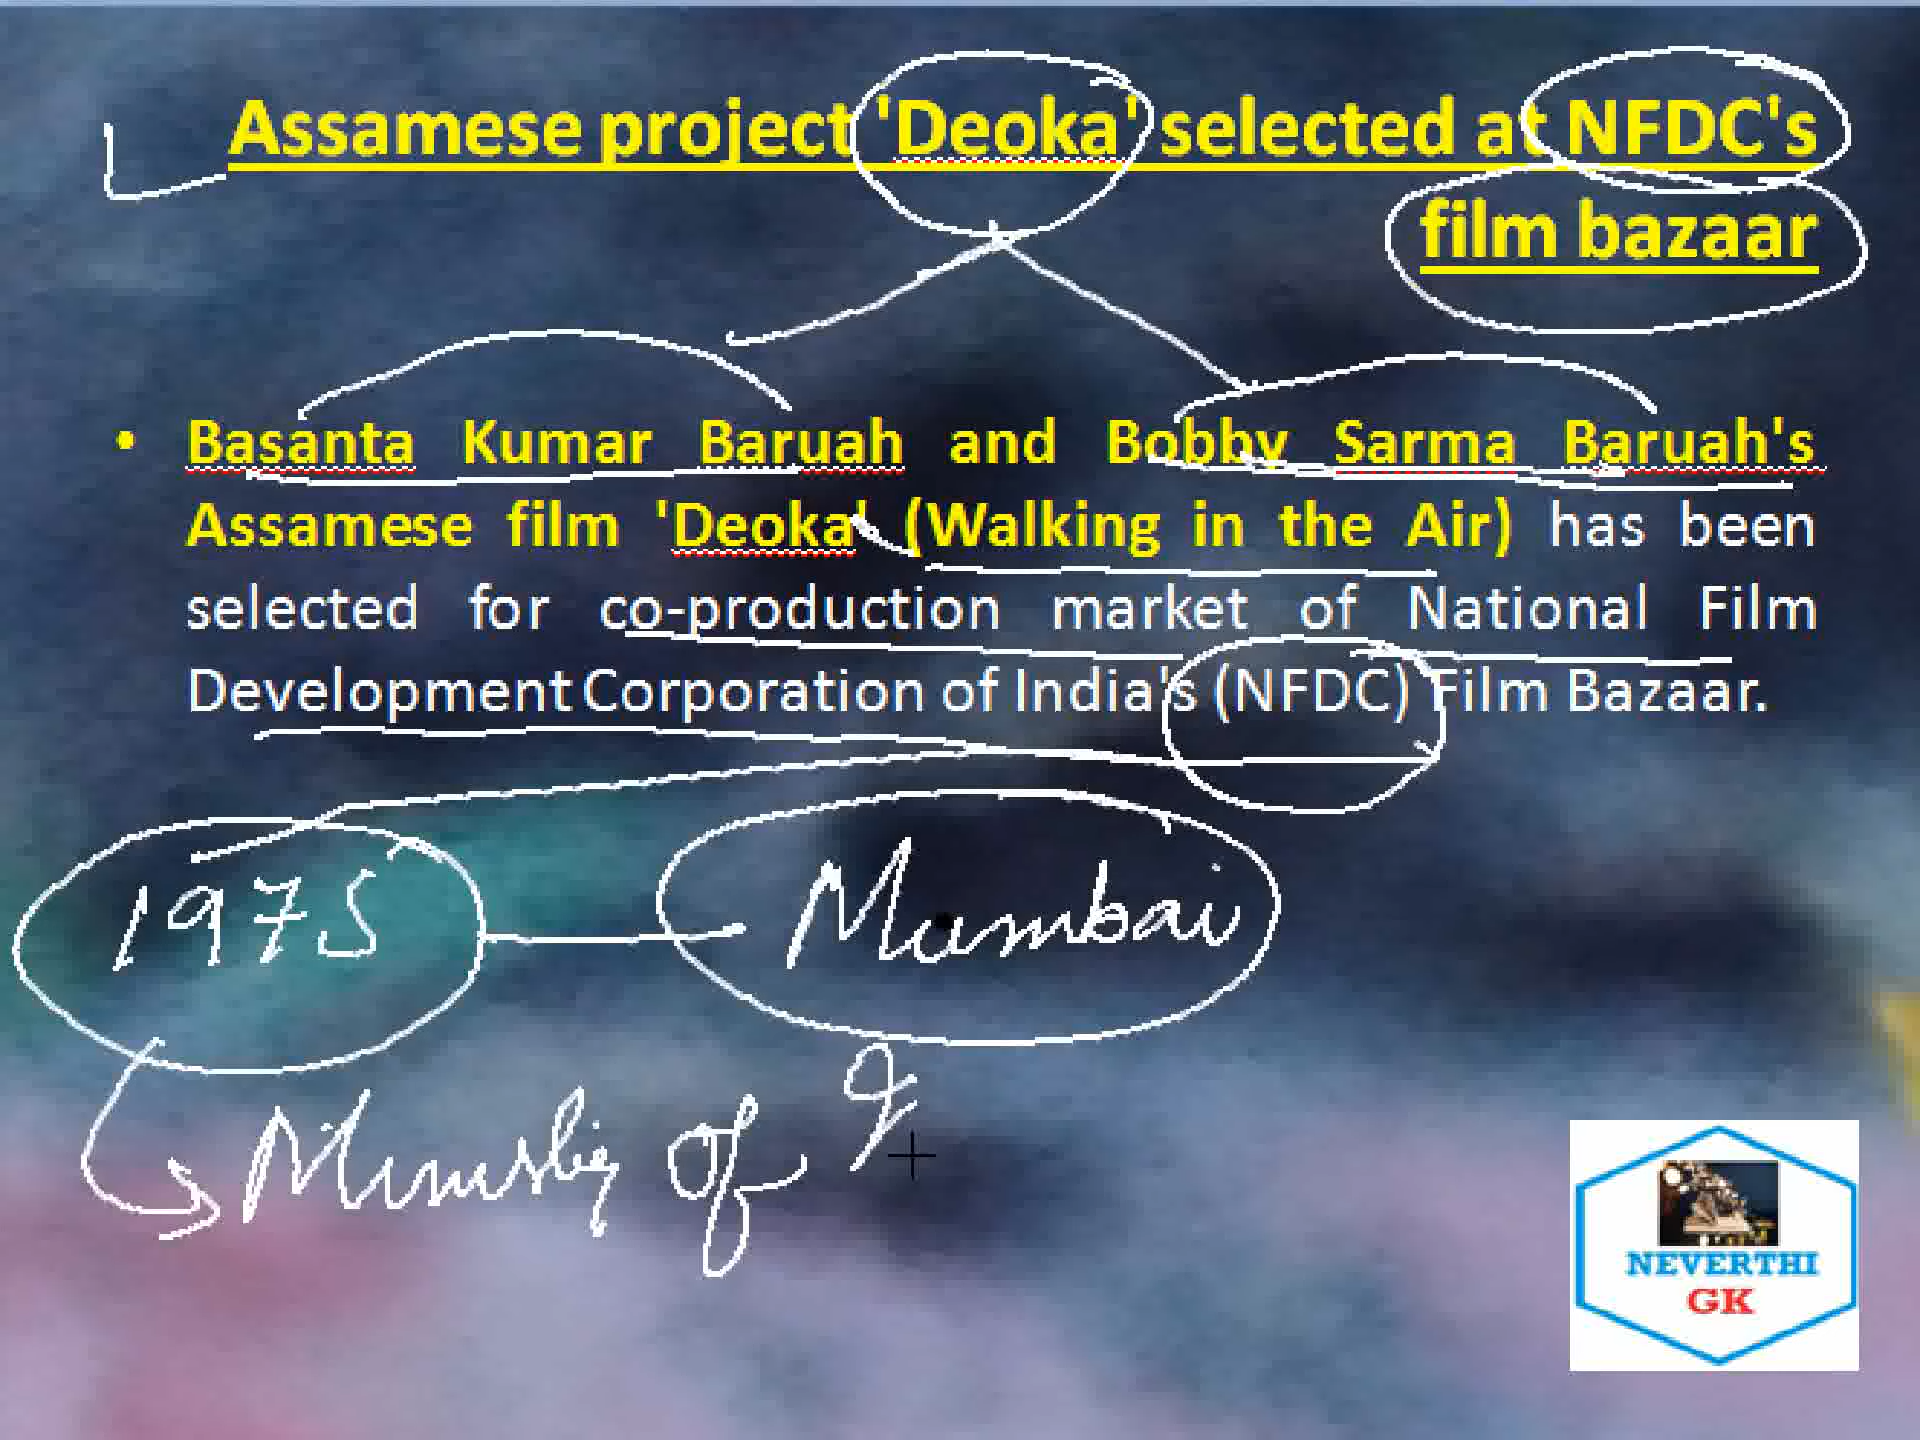 Assamese project 'Deoka' selected at NFDC's
film bazaar
• Basanta Kumar Baruah and Bobby Sarma Baruah's
Assamese film 'Deoka' (Walking in the Air) has been
selected for co-production market of National Film
Development Corporation of India's (NFDC) Film Bazaar.
1975 Mumbai
Ministry of
NEVERTHI
GK